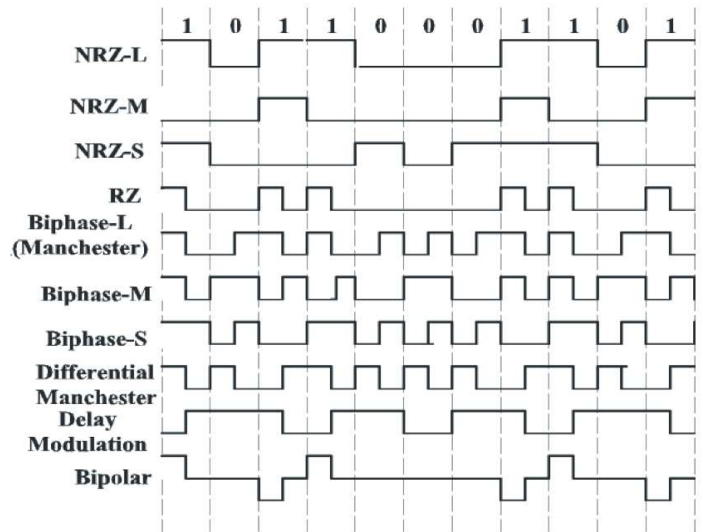 1 0 1 1 0 0 0 1 1 0 1
NRZ-L
NRZ-M
NRZ-S
RZ
Biphase-L
(Manchester)
Biphase-M
Biphase-S
Differential
Manchester
Delay
Modulation
Bipolar